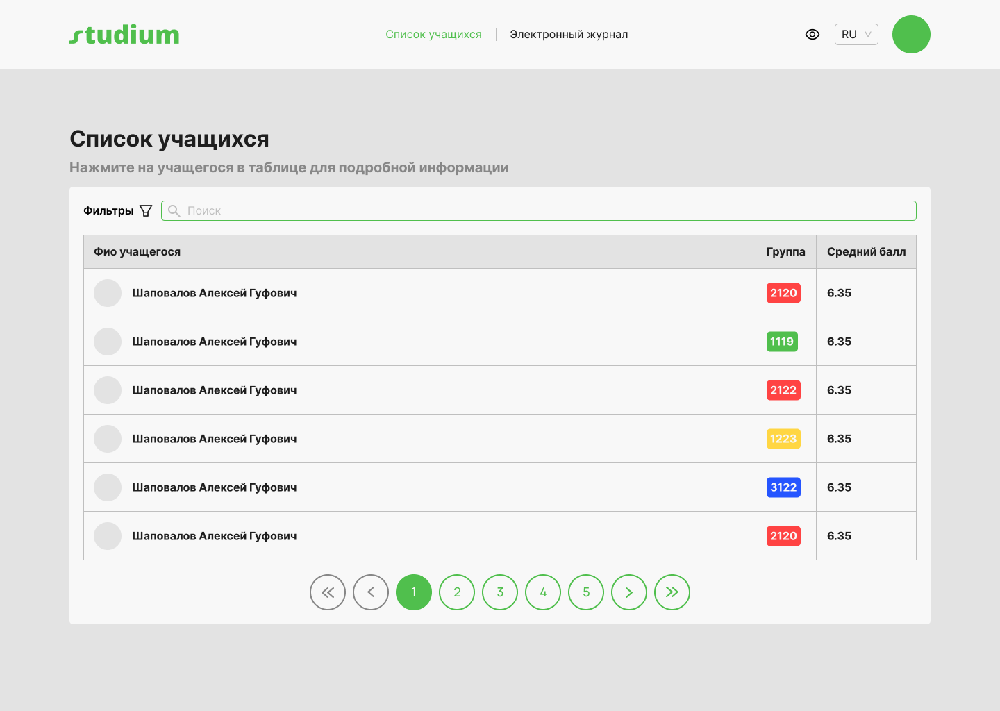 studium
Список учащихся
Электронный журнал
RU
Список учащихся
Нажмите на учащегося в таблице для подробной информации
Фильтры
Поиск
Фио учащегося Группа Средний балл
Шаповалов Алексей Гуфович 2120 6.35
Шаповалов Алексей Гуфович 1119 6.35
Шаповалов Алексей Гуфович 2122 6.35
Шаповалов Алексей Гуфович 1223 6.35
Шаповалов Алексей Гуфович 3122 6.35
Шаповалов Алексей Гуфович 2120 6.35
1 2 3 4 5